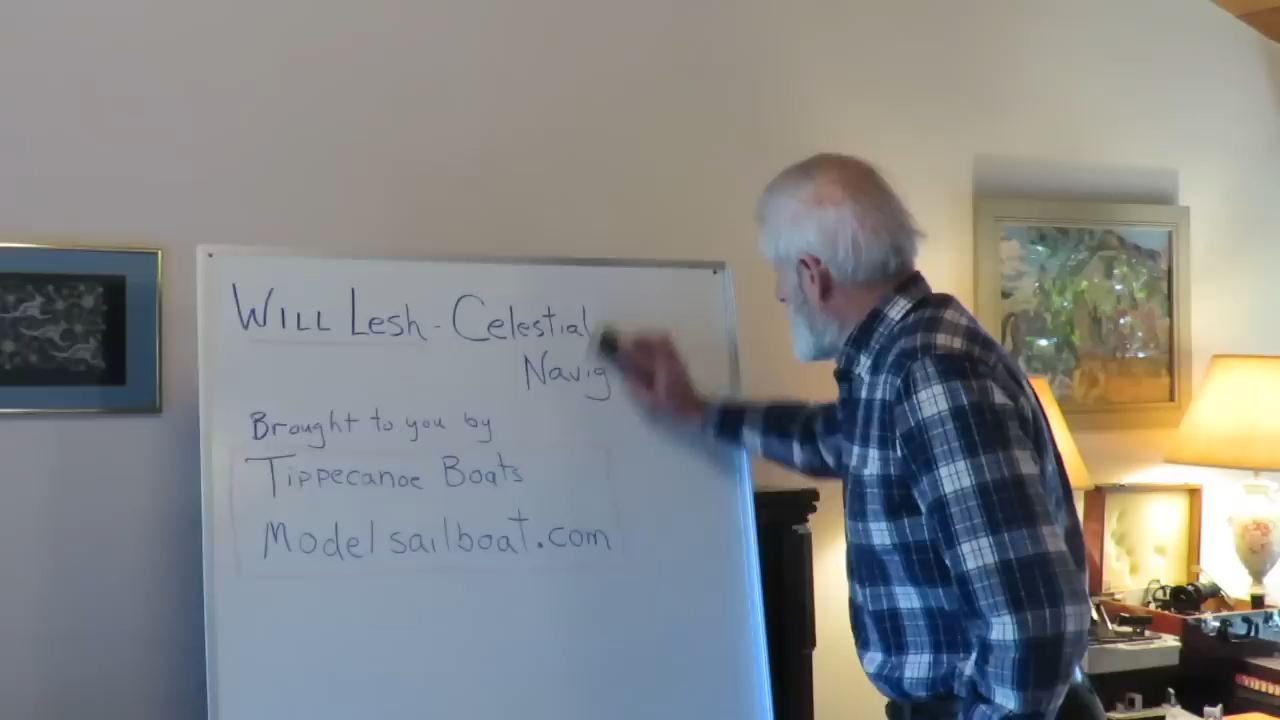 WILL Lesh - Celestial
Navig
Brought to you by
Tippecanoe Boats
Modelsailboat.com